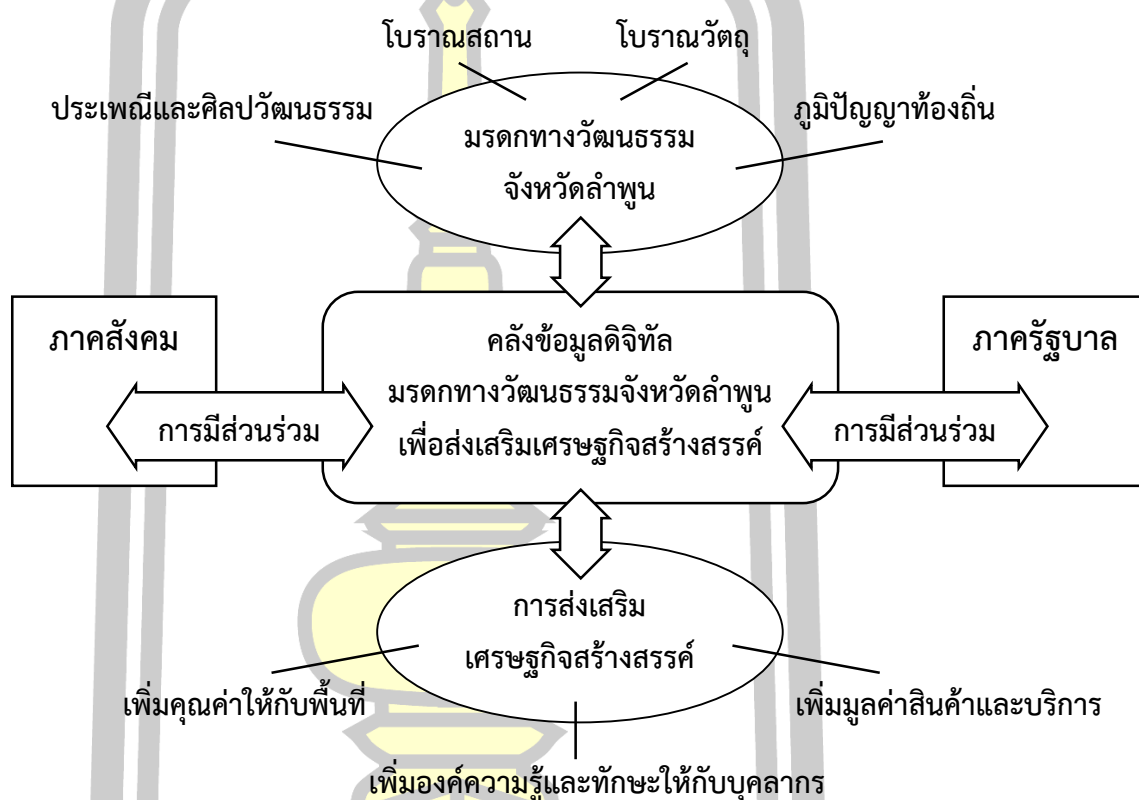 โบราณสถาน
โบราณวัตถุ
ประเพณีและศิลปวัฒนธรรม
ภูมิปัญญาท้องถิ่น
มรดกทางวัฒนธรรม
จังหวัดลำพูน
ภาคสังคม
คลังข้อมูลดิจิทัล
มรดกทางวัฒนธรรมจังหวัดลำพูน
เพื่อส่งเสริมเศรษฐกิจสร้างสรรค์
ภาครัฐบาล
การมีส่วนร่วม
การมีส่วนร่วม
การส่งเสริม
เศรษฐกิจสร้างสรรค์
เพิ่มคุณค่าให้กับพื้นที่
เพิ่มมูลค่าสินค้าและบริการ
เพิ่มองค์ความรู้และทักษะให้กับบุคลากร